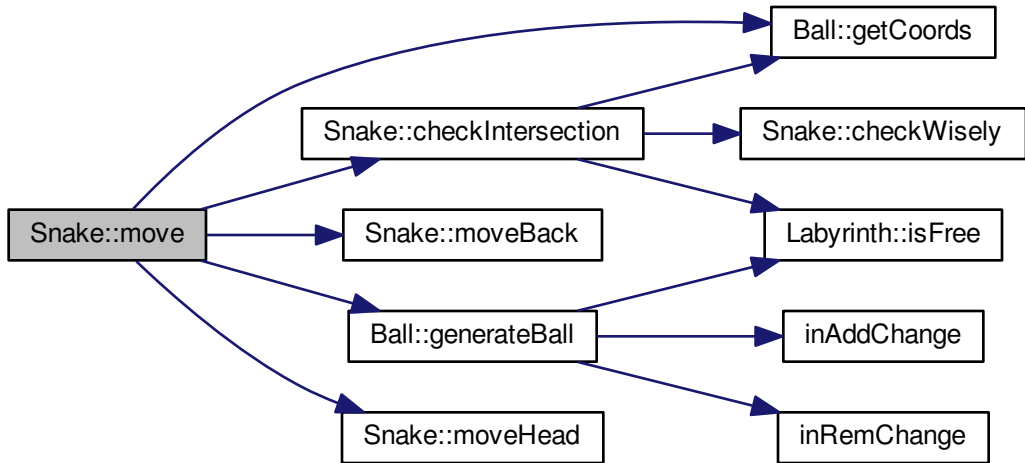 Ball::getCoords
Snake::checkIntersection
Snake::checkWisely
Snake::move
Snake::moveBack
Labyrinth::isFree
Ball::generateBall
inAddChange
Snake::moveHead
inRemChange